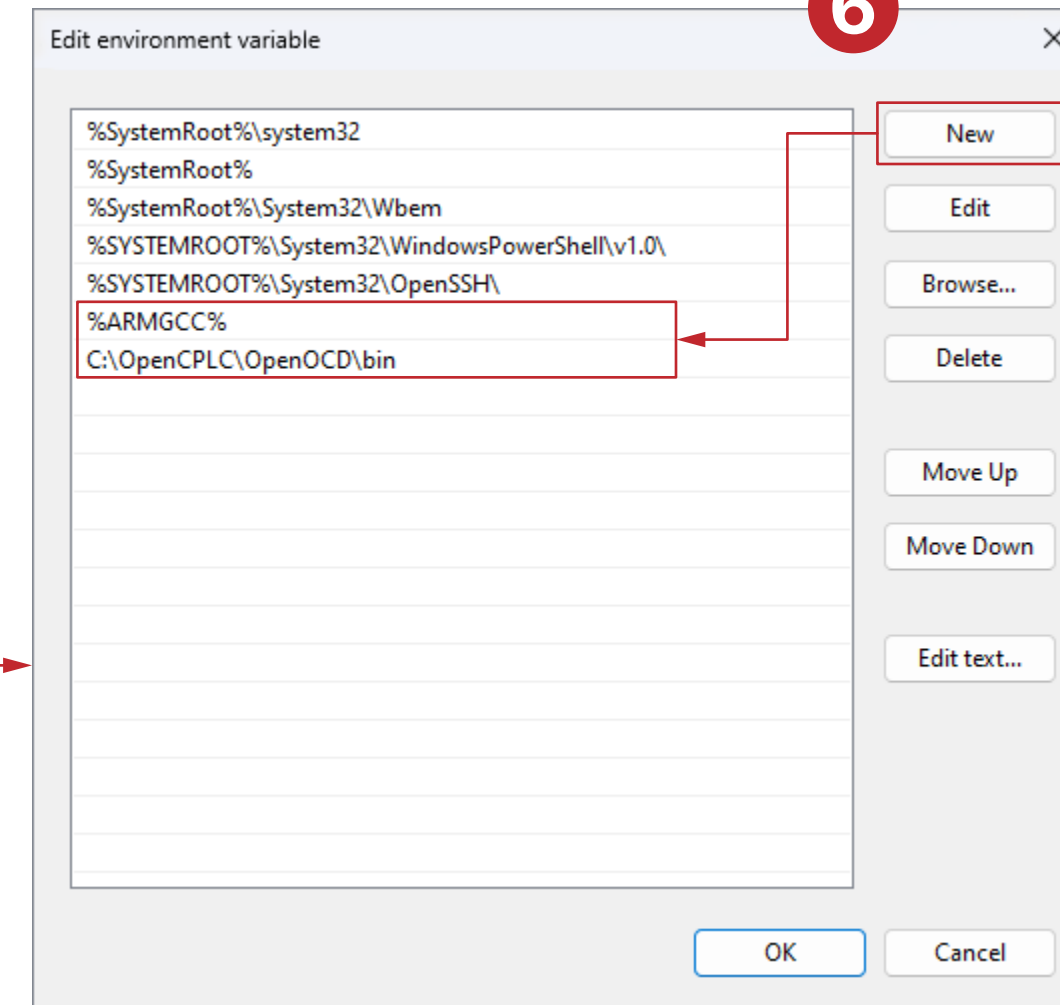 6
Edit environment variable
%SystemRoot%\system32
%SystemRoot%
%SystemRoot%\System32\Wbem
%SYSTEMROOT%\System32\WindowsPowerShell\v1.0\
%SYSTEMROOT%\System32\OpenSSH\
%ARMGCC%
C:\OpenCPLC\OpenOCD\bin
New
Edit
Browse...
Delete
Move Up
Move Down
Edit text...
OK
Cancel